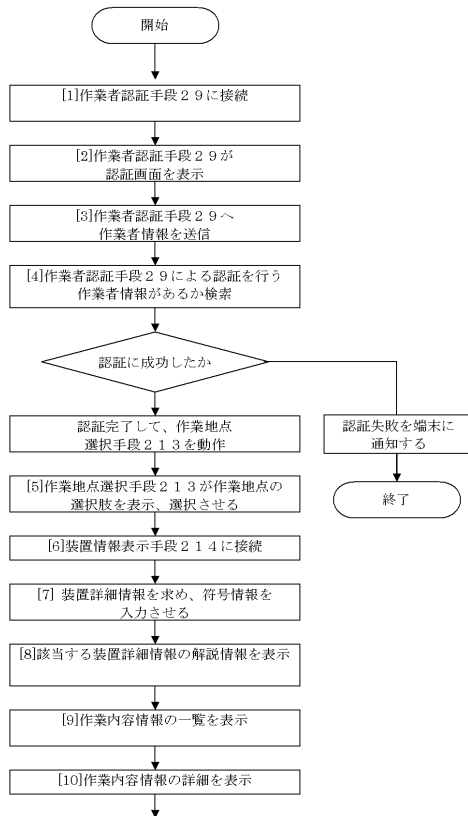 開始
[1]作業者認証手段２９に接続
[2]作業者認証手段２９が
認証画面を表示
[3]作業者認証手段２９へ
作業者情報を送信
[4]作業者認証手段２９による認証を行う
作業者情報があるか検索
認証に成功したか
認証完了して、作業地点
選択手段２１３を動作
認証失敗を端末に
通知する
[5]作業地点選択手段２１３が作業地点の
選択肢を表示、選択させる
終了
[6]装置情報表示手段２１４に接続
[7] 装置詳細情報を求め、符号情報を
入力させる
[8]該当する装置詳細情報の解説情報を表示
[9]作業内容情報の一覧を表示
[10]作業内容情報の詳細を表示